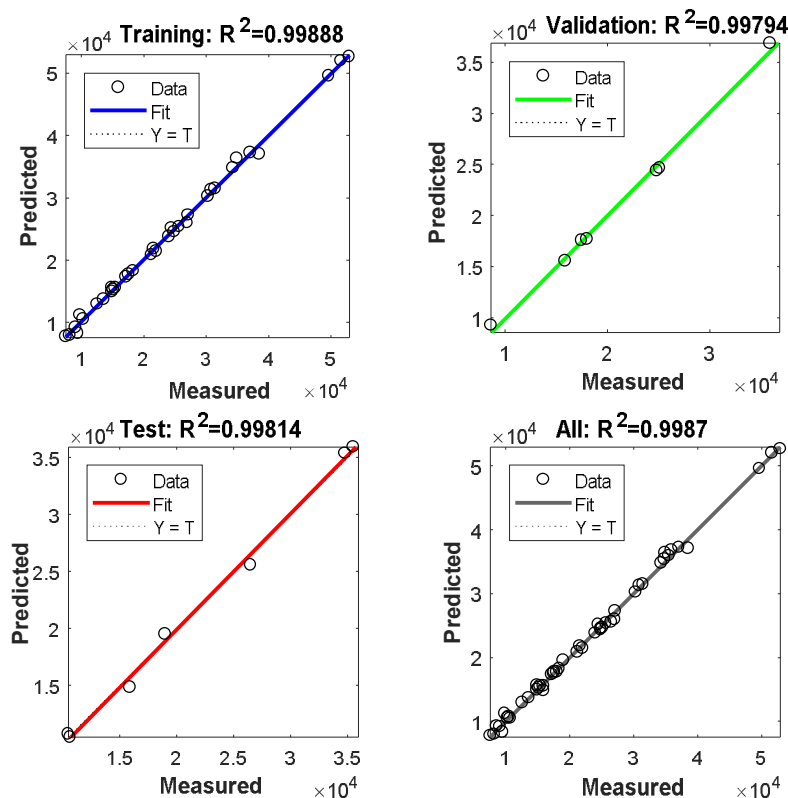 ×10^4 Training: R^2=0.99888
5
4
3
2
1
Predicted
Data
Fit
Y = T
1 2 3 4 5
Measured ×10^4
×10^4 Validation: R^2=0.99794
3.5
3
2.5
2
1.5
1
Predicted
Data
Fit
Y = T
1 2 3
Measured ×10^4
×10^4 Test: R^2=0.99814
3.5
2.5
1.5
Predicted
Data
Fit
Y = T
1.5 2 2.5 3 3.5
Measured ×10^4
×10^4 All: R^2=0.9987
5
4
3
2
1
Predicted
Data
Fit
Y = T
1 2 3 4 5
Measured ×10^4